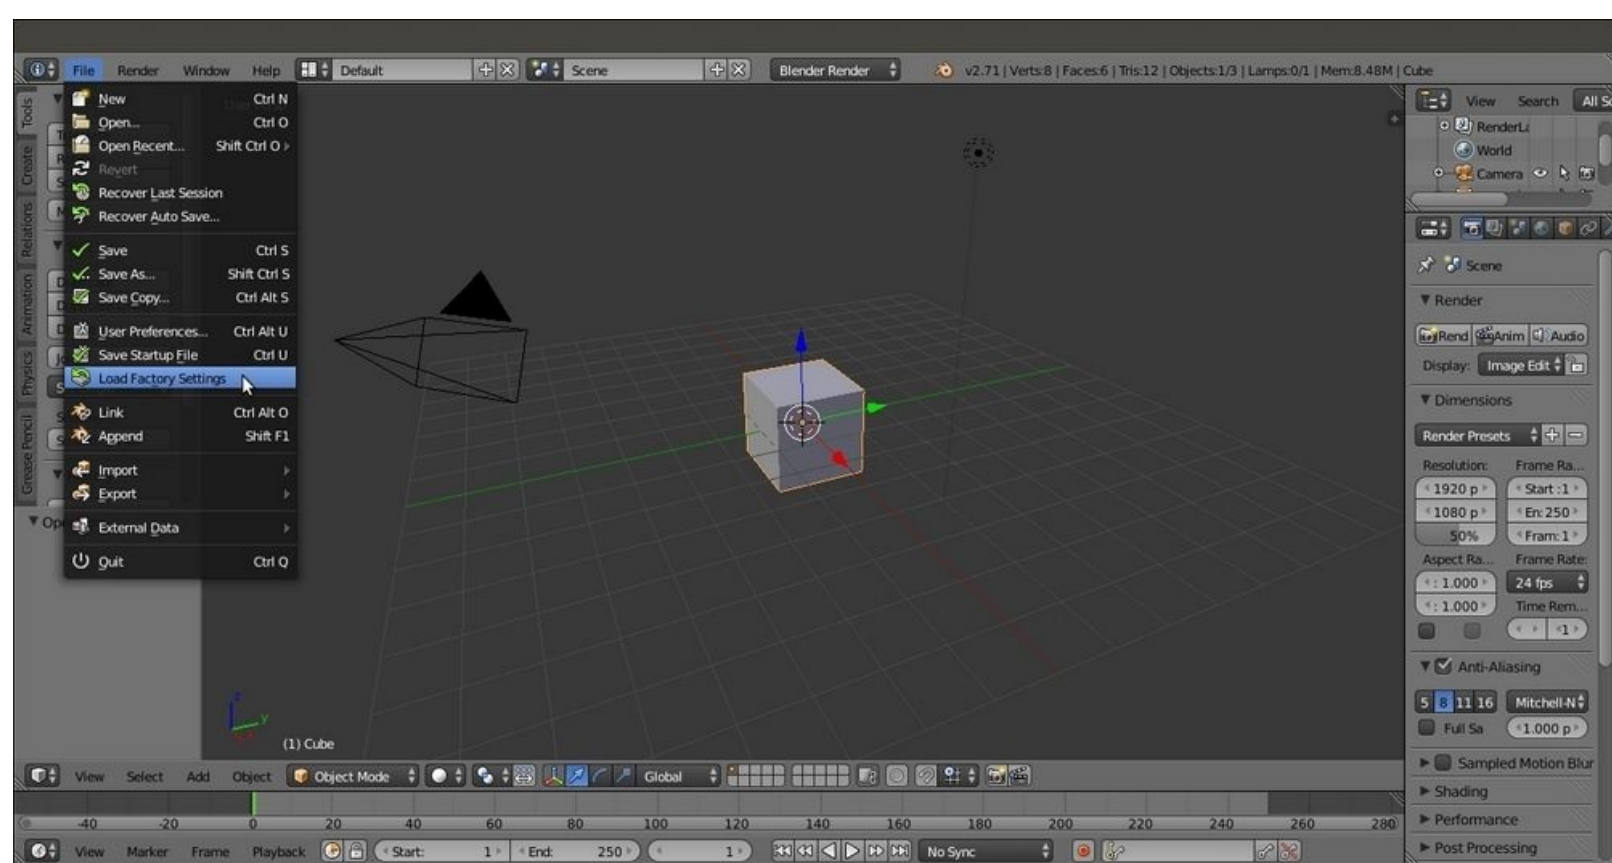 File Render Window Help Default Scene Blender Render v2.71 | Verts:8 | Faces:6 | Tris:12 | Objects:1/3 | Lamps:0/1 | Mem:8.48M | Cube
New Ctrl N
Open... Ctrl O
Open Recent... Shift Ctrl O
Revert
Recover Last Session
Recover Auto Save...
Save Ctrl S
Save As... Shift Ctrl S
Save Copy... Ctrl Alt S
User Preferences... Ctrl Alt U
Save Startup File Ctrl U
Load Factory Settings
Link Ctrl Alt O
Append Shift F1
Import
Export
External Data
Quit Ctrl Q
Tools
Create
Relations
Animation
Physics
Grease Pencil
Op
z
y
(1) Cube
View Select Add Object Object Mode Global
-40 -20 0 20 40 60 80 100 120 140 160 180 200 220 240 260 280
View Marker Frame Playback Start: 1 End: 250 1 No Sync
View Search All Sc
RenderLa
World
Camera
Scene
Render
Rend Anim Audio
Display: Image Edit
Dimensions
Render Presets
Resolution: Frame Ra...
1920 p Start :1
1080 p En: 250
50% Fram: 1
Aspect Ra... Frame Rate:
: 1.000 24 fps
: 1.000 Time Rem...
1
Anti-Aliasing
5 8 11 16 Mitchell-N
Full Sa 1.000 p
Sampled Motion Blur
Shading
Performance
Post Processing